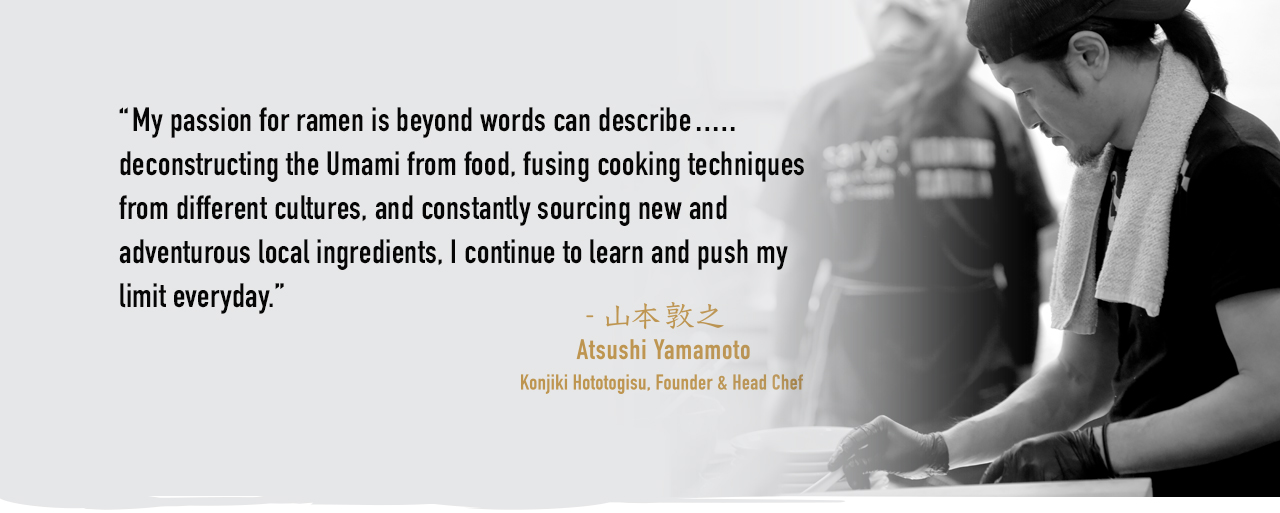 “My passion for ramen is beyond words can describe.....
deconstructing the Umami from food, fusing cooking techniques
from different cultures, and constantly sourcing new and
adventurous local ingredients, I continue to learn and push my
limit everyday.”
- 山本敦之
Atsushi Yamamoto
Konjiki Hototogisu, Founder & Head Chef
saryo